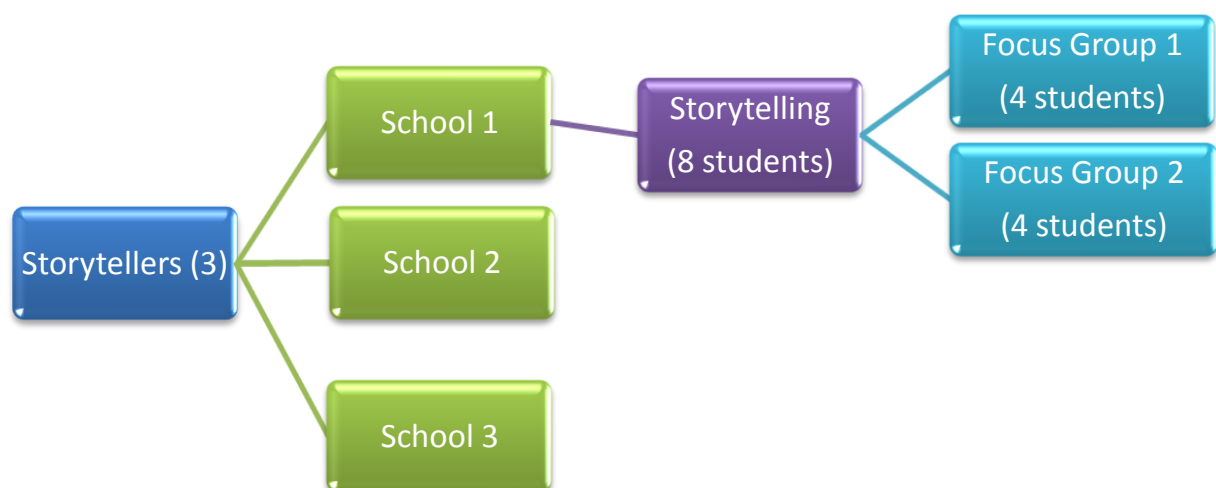 Storytellers (3)
School 1
School 2
School 3
Storytelling
(8 students)
Focus Group 1
(4 students)
Focus Group 2
(4 students)